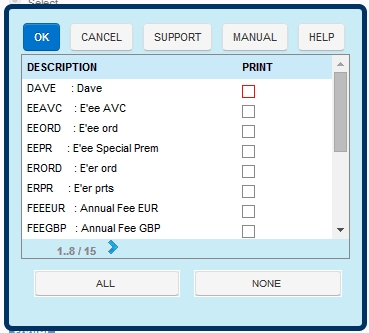 Select
OK CANCEL SUPPORT MANUAL HELP
DESCRIPTION PRINT
DAVE : Dave
EEAVC : E'ee AVC
EEORD : E'ee ord
EEPR : E'ee Special Prem
ERORD : E'er ord
ERPR : E'er prts
FEEEUR : Annual Fee EUR
FEEGBP : Annual Fee GBP
1..8 / 15
ALL NONE